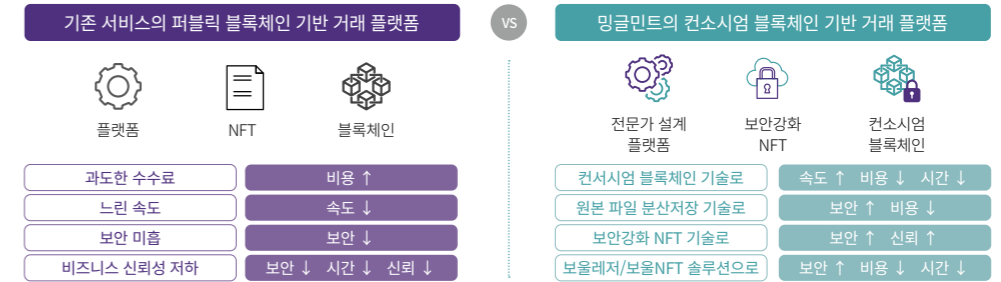 기존 서비스의 퍼블릭 블록체인 기반 거래 플랫폼
플랫폼
NFT
블록체인
과도한 수수료
비용 ↑
느린 속도
속도 ↓
보안 미흡
보안 ↓
비즈니스 신뢰성 저하
보안 ↓ 시간 ↓ 신뢰 ↓
VS
밍글민트의 컨소시엄 블록체인 기반 거래 플랫폼
전문가 설계
플랫폼
보안강화
NFT
컨소시엄
블록체인
컨서시엄 블록체인 기술로
속도 ↑ 비용 ↓ 시간 ↓
원본 파일 분산저장 기술로
보안 ↑ 비용 ↓
보안강화 NFT 기술로
보안 ↑ 신뢰 ↑
보울레저/보울NFT 솔루션으로
보안 ↑ 비용 ↓ 시간 ↓